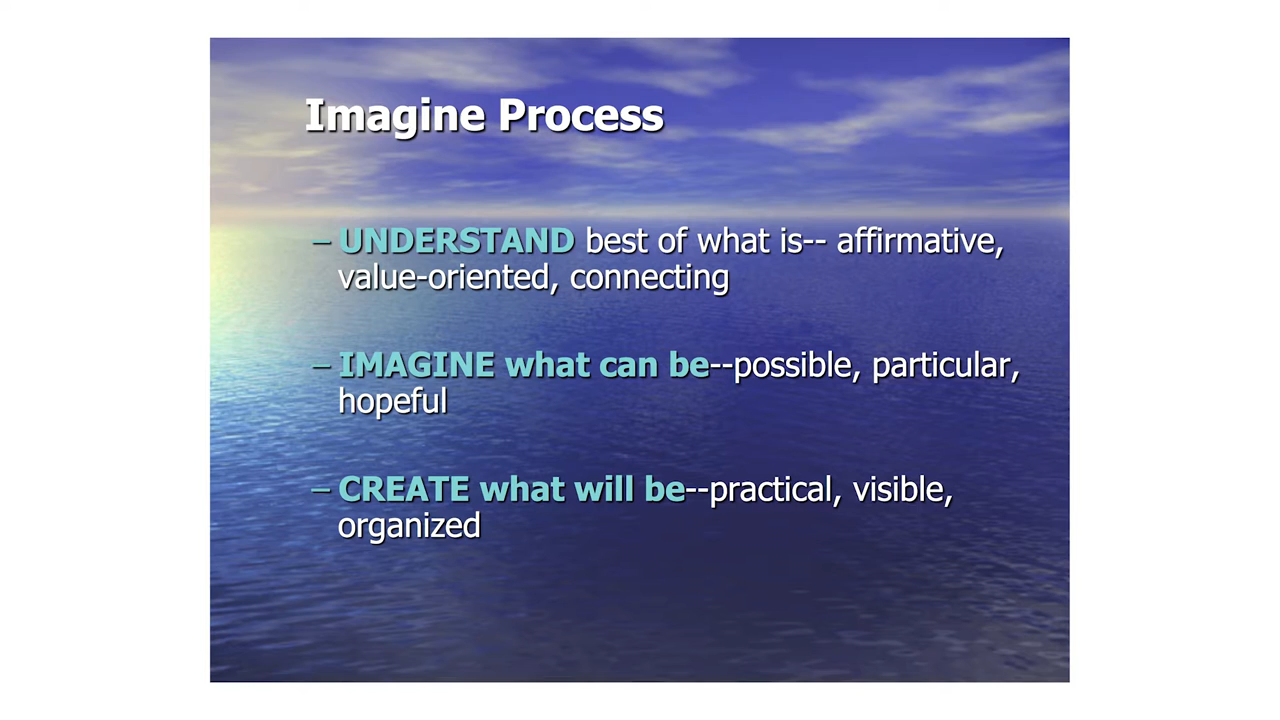 Imagine Process
– UNDERSTAND best of what is-- affirmative,
value-oriented, connecting
– IMAGINE what can be--possible, particular,
hopeful
– CREATE what will be--practical, visible,
organized